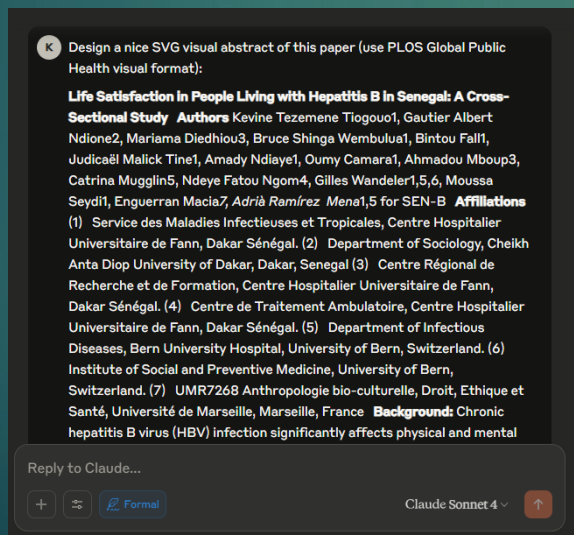 K
Design a nice SVG visual abstract of this paper (use PLOS Global Public
Health visual format):
Life Satisfaction in People Living with Hepatitis B in Senegal: A Cross-
Sectional Study Authors Kevine Tezemene Tiogouo1, Gautier Albert
Ndione2, Mariama Diedhiou3, Bruce Shinga Wembulua1, Bintou Fall1,
Judicaël Malick Tine1, Amady Ndiaye1, Oumy Camara1, Ahmadou Mboup3,
Catrina Mugglin5, Ndeye Fatou Ngom4, Gilles Wandeler1,5,6, Moussa
Seydi1, Enguerran Macia7, Adrià Ramírez Mena1,5 for SEN-B Affiliations
(1) Service des Maladies Infectieuses et Tropicales, Centre Hospitalier
Universitaire de Fann, Dakar Sénégal. (2) Department of Sociology, Cheikh
Anta Diop University of Dakar, Dakar, Senegal (3) Centre Régional de
Recherche et de Formation, Centre Hospitalier Universitaire de Fann,
Dakar Sénégal. (4) Centre de Traitement Ambulatoire, Centre Hospitalier
Universitaire de Fann, Dakar Sénégal. (5) Department of Infectious
Diseases, Bern University Hospital, University of Bern, Switzerland. (6)
Institute of Social and Preventive Medicine, University of Bern,
Switzerland. (7) UMR7268 Anthropologie bio-culturelle, Droit, Ethique et
Santé, Université de Marseille, Marseille, France Background: Chronic
hepatitis B virus (HBV) infection significantly affects physical and mental
Reply to Claude...
Formal
Claude Sonnet 4